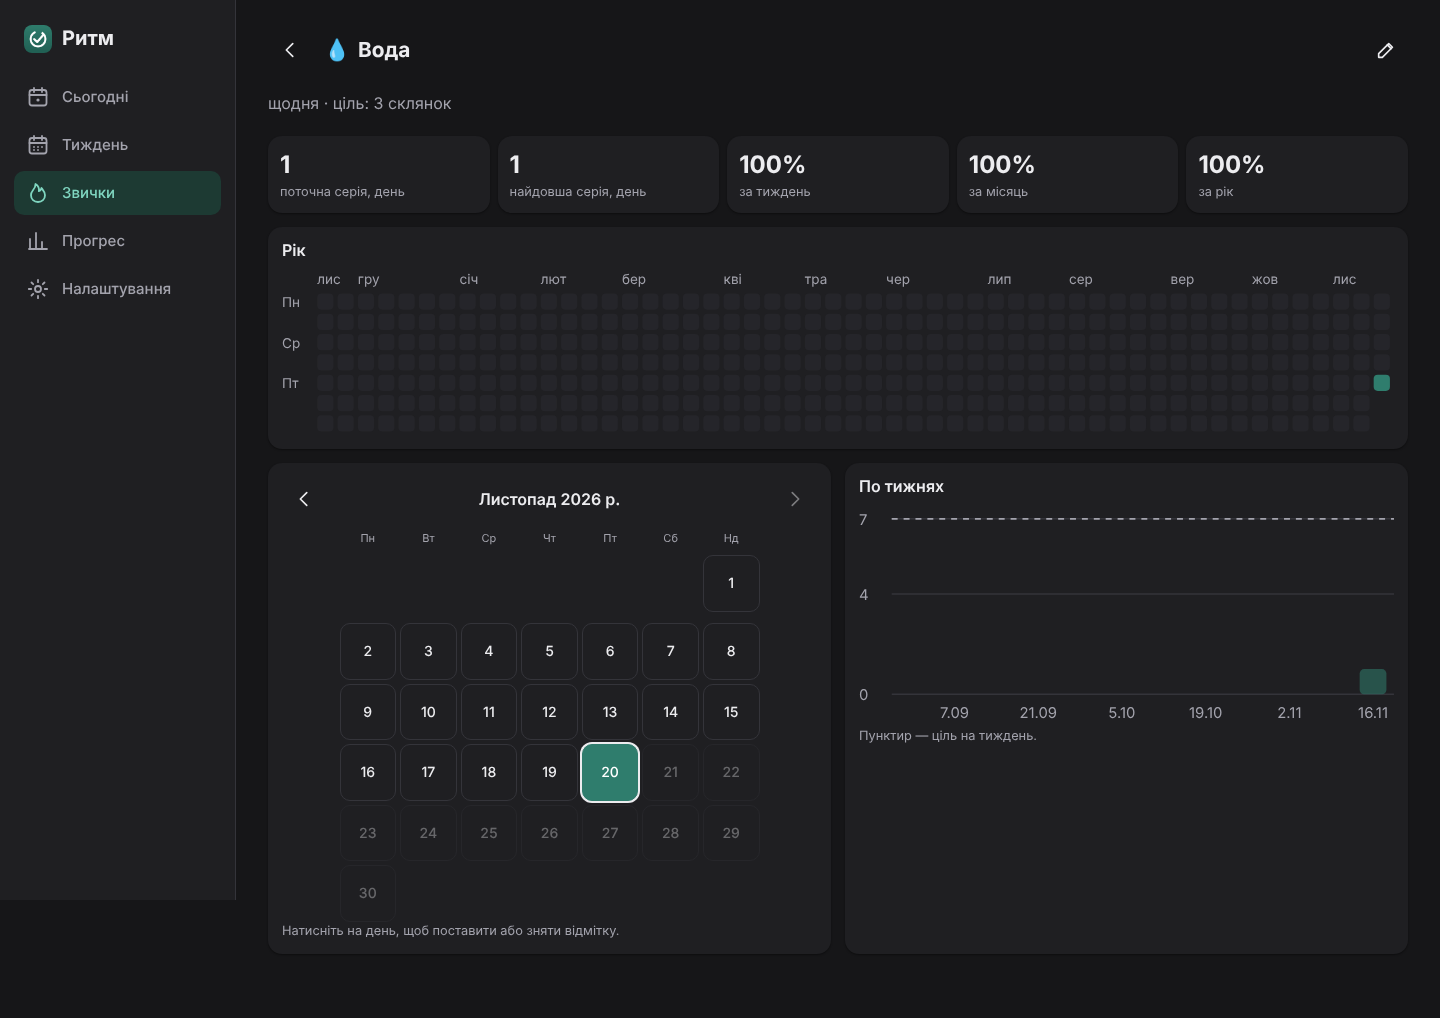 Ритм
Сьогодні
Тиждень
Звички
Прогрес
Налаштування
Вода
щодня · ціль: 3 склянок
1
поточна серія, день
1
найдовша серія, день
100%
за тиждень
100%
за місяць
100%
за рік
Рік
лис гру січ лют бер кві тра чер лип сер вер жов лис
Пн
Ср
Пт
Листопад 2026 р.
Пн Вт Ср Чт Пт Сб Нд
1
2 3 4 5 6 7 8
9 10 11 12 13 14 15
16 17 18 19 20 21 22
23 24 25 26 27 28 29
30
Натисніть на день, щоб поставити або зняти відмітку.
По тижнях
7
4
0
7.09 21.09 5.10 19.10 2.11 16.11
Пунктир — ціль на тиждень.